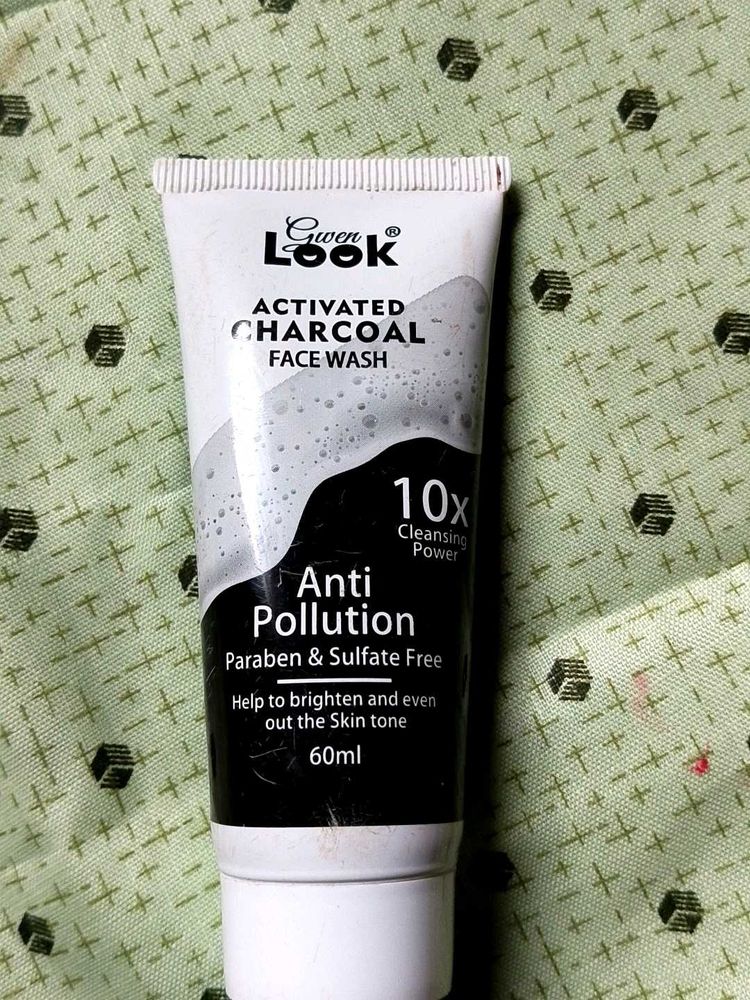 Gwen
LOOK®
ACTIVATED
CHARCOAL
FACE WASH
10x
Cleansing
Power
Anti
Pollution
Paraben & Sulfate Free
Help to brighten and even
out the Skin tone
60ml